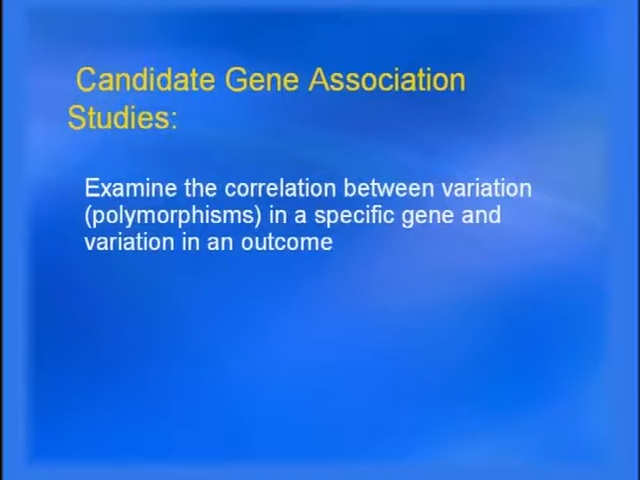 Candidate Gene Association
Studies:
Examine the correlation between variation
(polymorphisms) in a specific gene and
variation in an outcome